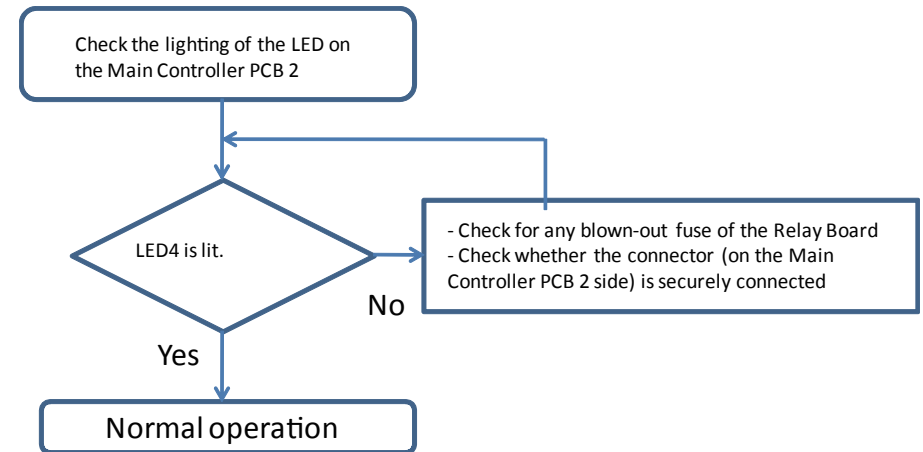 Check the lighting of the LED on
the Main Controller PCB 2
LED4 is lit.
- Check for any blown-out fuse of the Relay Board
- Check whether the connector (on the Main
Controller PCB 2 side) is securely connected
No
Yes
Normal operation